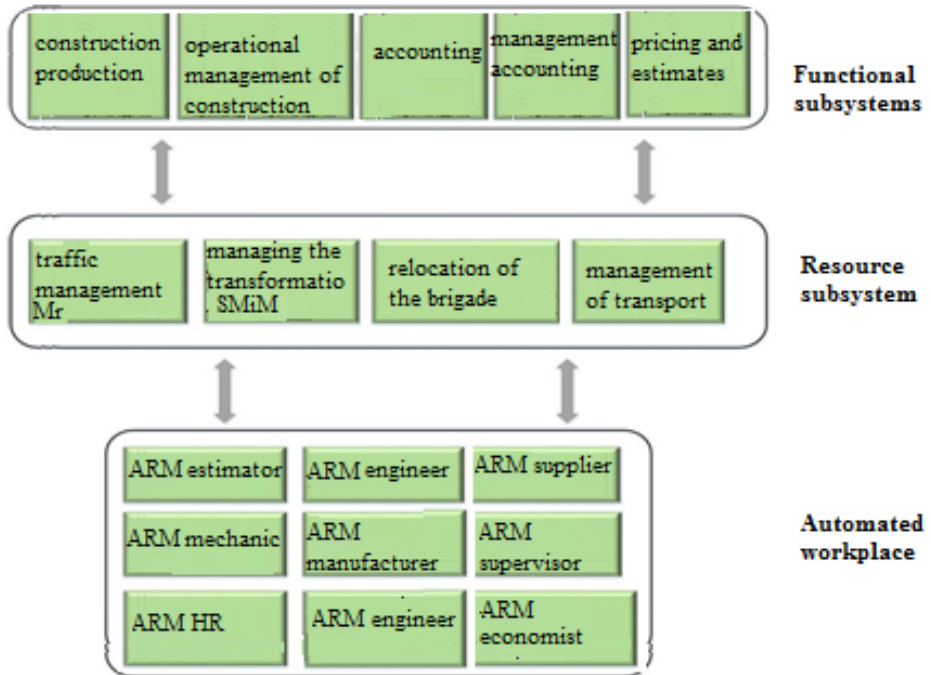 construction
production
operational
management of
construction
accounting
management
accounting
pricing and
estimates
Functional
subsystems
traffic
management
Mr
managing the
transformatio
. SMiM
relocation of
the brigade
management
of transport
Resource
subsystem
ARM estimator
ARM engineer
ARM supplier
ARM mechanic
ARM
manufacturer
ARM
supervisor
ARM HR
ARM engineer
ARM
economist
Automated
workplace